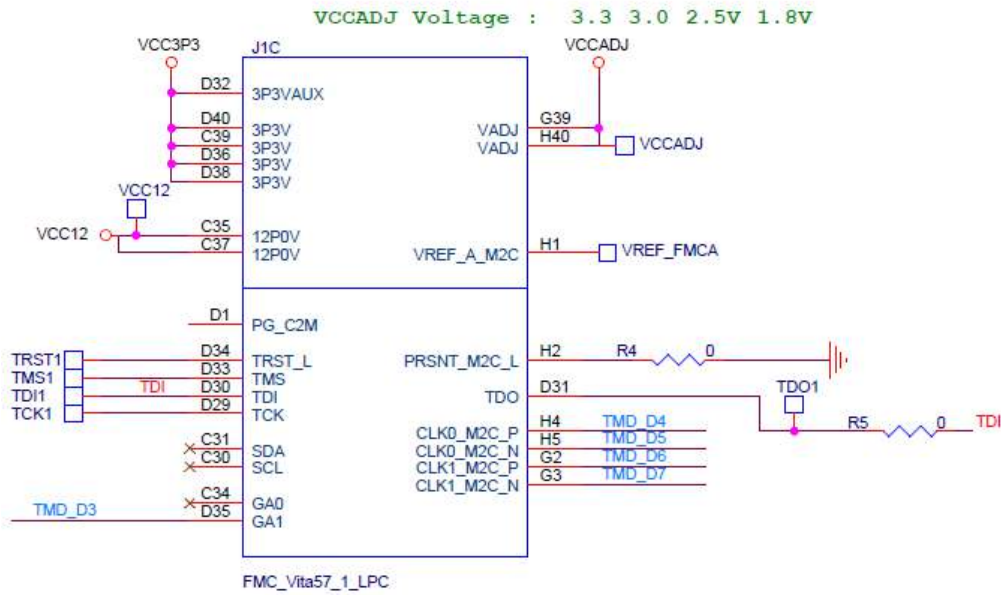 VCCADJ Voltage : 3.3 3.0 2.5V 1.8V
VCC3P3
J1C
VCCADJ
D32
3P3VAUX
D40
3P3V
C39
3P3V
D36
3P3V
D38
3P3V
G39
VADJ
H40
VADJ
VCCADJ
VCC12
VCC12
C35
12P0V
C37
12P0V
VREF_A_M2C
H1
VREF_FMCA
D1
PG_C2M
TRST1
D34
TRST_L
TMS1
D33
TMS
TDI1
TDI
D30
TDI
TCK1
D29
TCK
PRSNT_M2C_L
H2
R4
0
TDO
D31
TDO1
R5
0
TDI
CLK0_M2C_P
H4
TMD_D4
CLK0_M2C_N
H5
TMD_D5
CLK1_M2C_P
G2
TMD_D6
CLK1_M2C_N
G3
TMD_D7
C31
SDA
C30
SCL
C34
GA0
TMD_D3
D35
GA1
FMC_Vita57_1_LPC